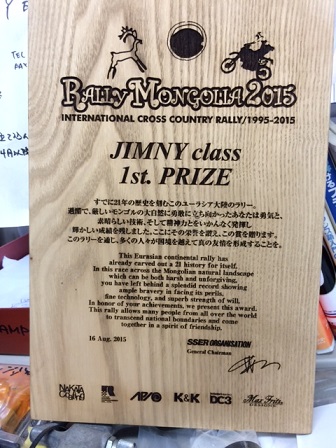 RALLY MONGOLIA 2015
INTERNATIONAL CROSS COUNTRY RALLY/1995-2015
JIMNY class
1st. PRIZE
すでに21年の歴史を刻むこのユーラシア大陸のラリー。
過酷で、厳しいモンゴルの大自然に勇敢に立ち向かったあなたは勇気と、
素晴らしい技術、そして精神力をいかんなく発揮し
輝かしい成績を残しました。ここにその栄誉を讃え、この賞を贈ります。
このラリーを通し、多くの人々が国境を越えて真の友情を形成することを。
This Eurasian continental rally has
already carved out a 21 history for itself.
In this race across the Mongolian natural landscape
which can be both harsh and unforgiving,
you have left behind a splendid record showing
ample bravery in facing its perils,
fine technology, and superb strength of will.
In honor of your achievements, we present this award.
This rally allows many people from all over the world
to transcend national boundaries and come
together in a spirit of friendship.
16 Aug. 2015
SSER ORGANISATION
General Chairman
K&K
DC3